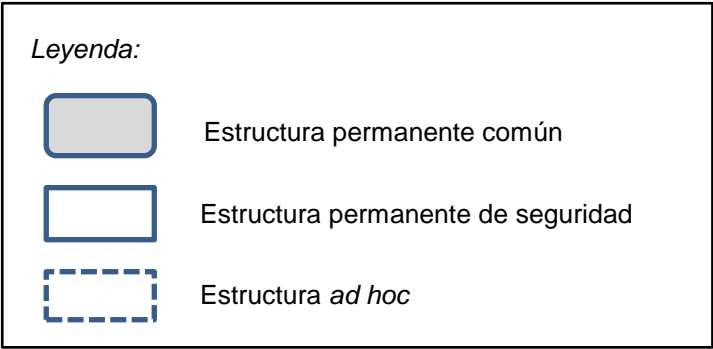 Leyenda:
Estructura permanente común
Estructura permanente de seguridad
Estructura ad hoc